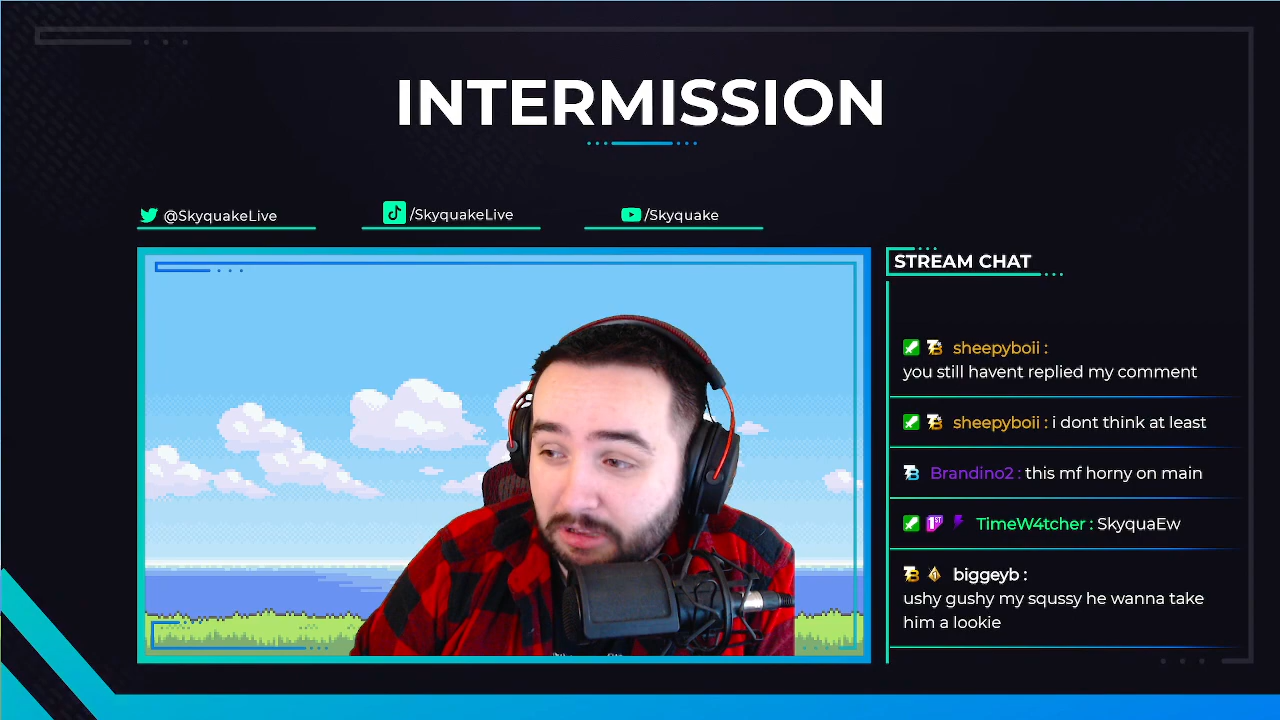 INTERMISSION
@SkyquakeLive
/SkyquakeLive
/Skyquake
STREAM CHAT
sheepyboii :
you still havent replied my comment
sheepyboii : i dont think at least
Brandino2 : this mf horny on main
1ST TimeW4tcher : SkyquaEw
biggeyb :
ushy gushy my squssy he wanna take
him a lookie